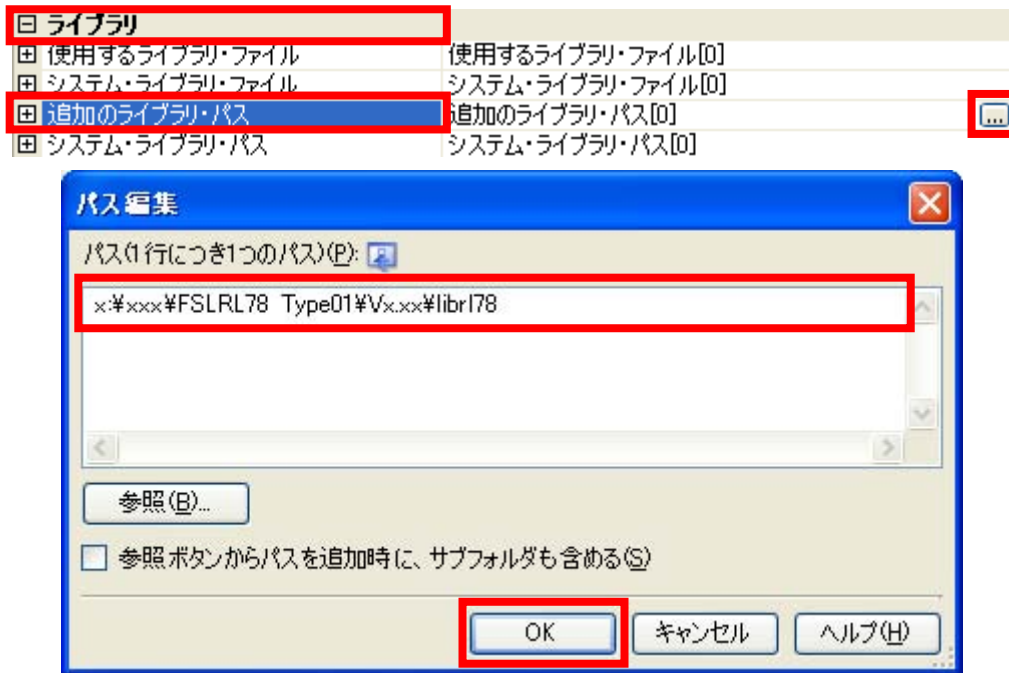 ライブラリ
使用するライブラリ・ファイル 使用するライブラリ・ファイル[0]
システム・ライブラリ・ファイル システム・ライブラリ・ファイル[0]
追加のライブラリ・パス 追加のライブラリ・パス[0] ...
システム・ライブラリ・パス システム・ライブラリ・パス[0]
パス編集
パス(1行につき1つのパス)(P):
x:¥xxx¥FSLRL78 Type01¥Vx.xx¥librl78
参照(B)...
参照ボタンからパスを追加時に、サブフォルダも含める(S)
OK キャンセル ヘルプ(H)